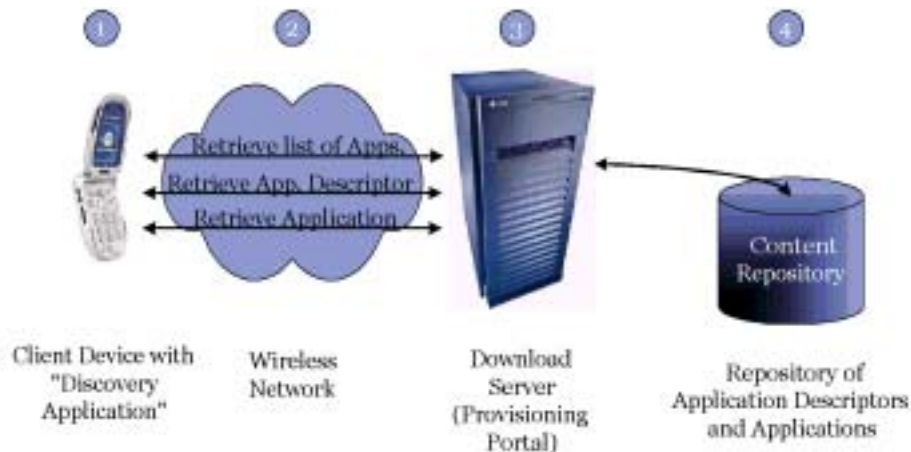 1
2
3
4
Retrieve list of Apps.
Retrieve App. Descriptor
Retrieve Application
Content
Repository
Client Device with
"Discovery
Application"
Wireless
Network
Download
Server
(Provisioning
Portal)
Repository of
Application Descriptors
and Applications